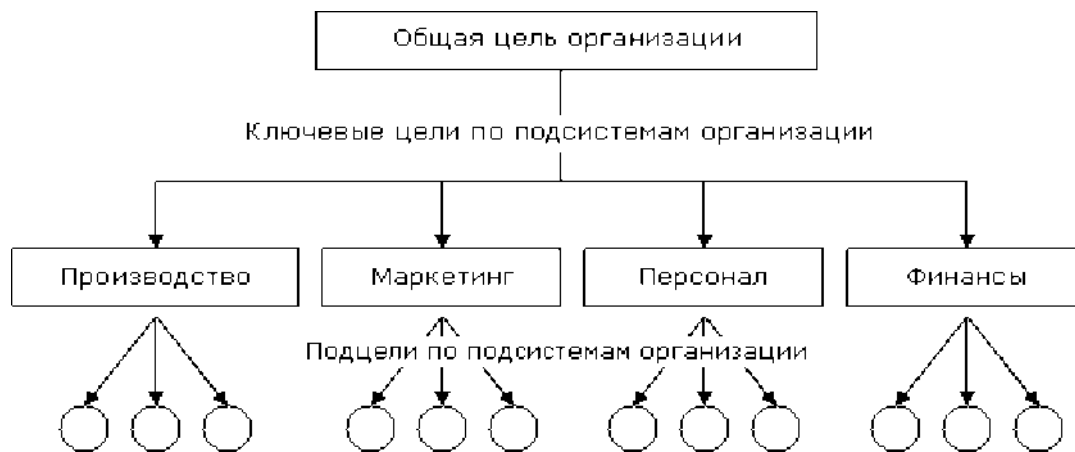 Общая цель организации
Ключевые цели по подсистемам организации
Производство
Маркетинг
Персонал
Финансы
Подцели по подсистемам организации